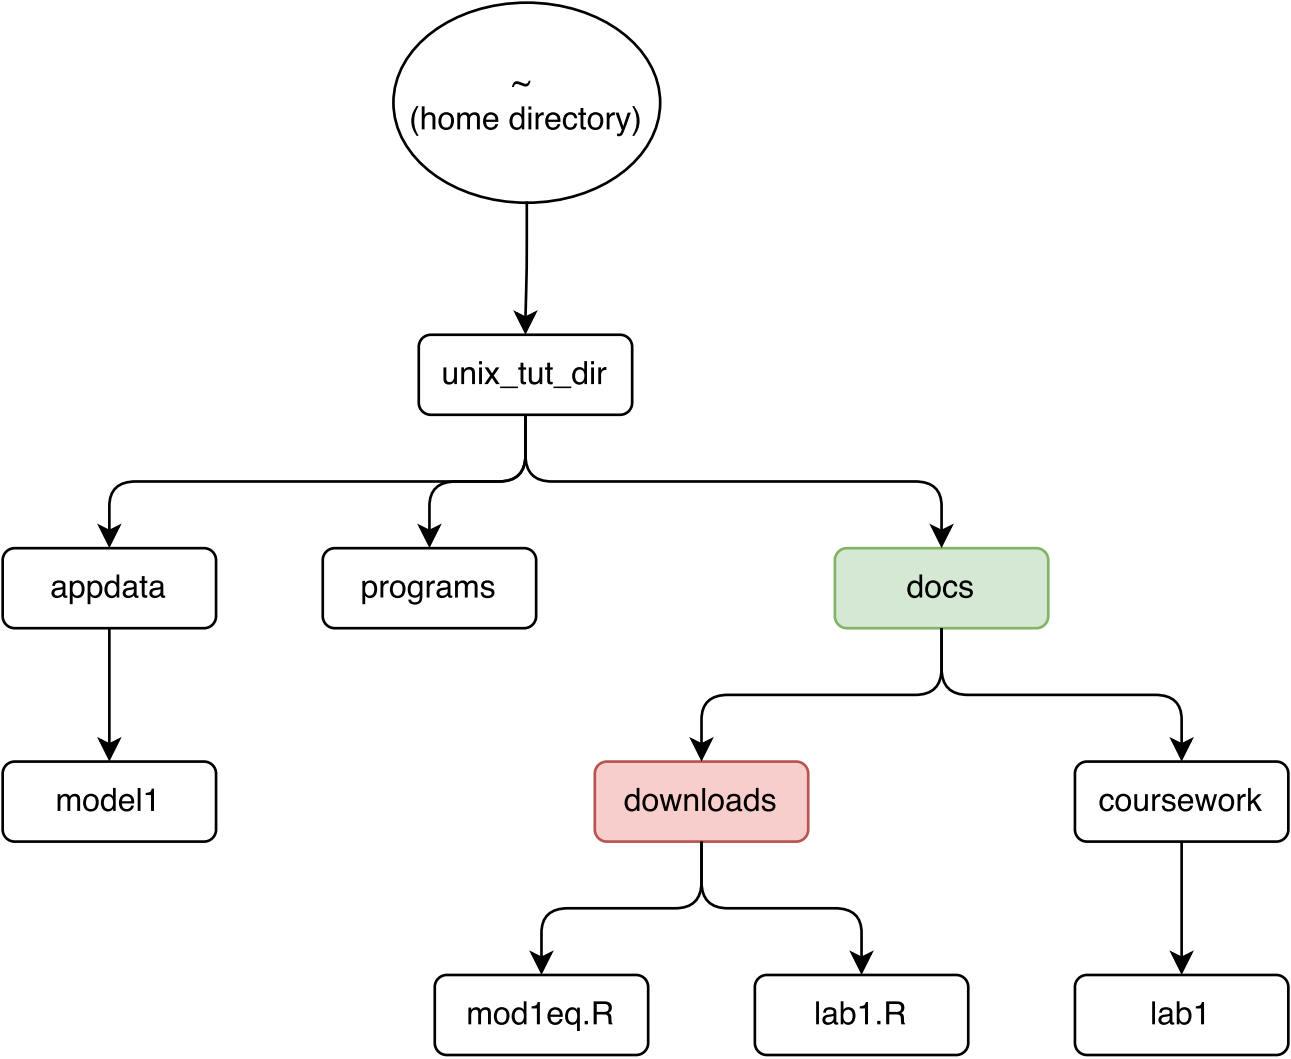 ~
(home directory)
unix_tut_dir
appdata
programs
docs
model1
downloads
coursework
mod1eq.R
lab1.R
lab1